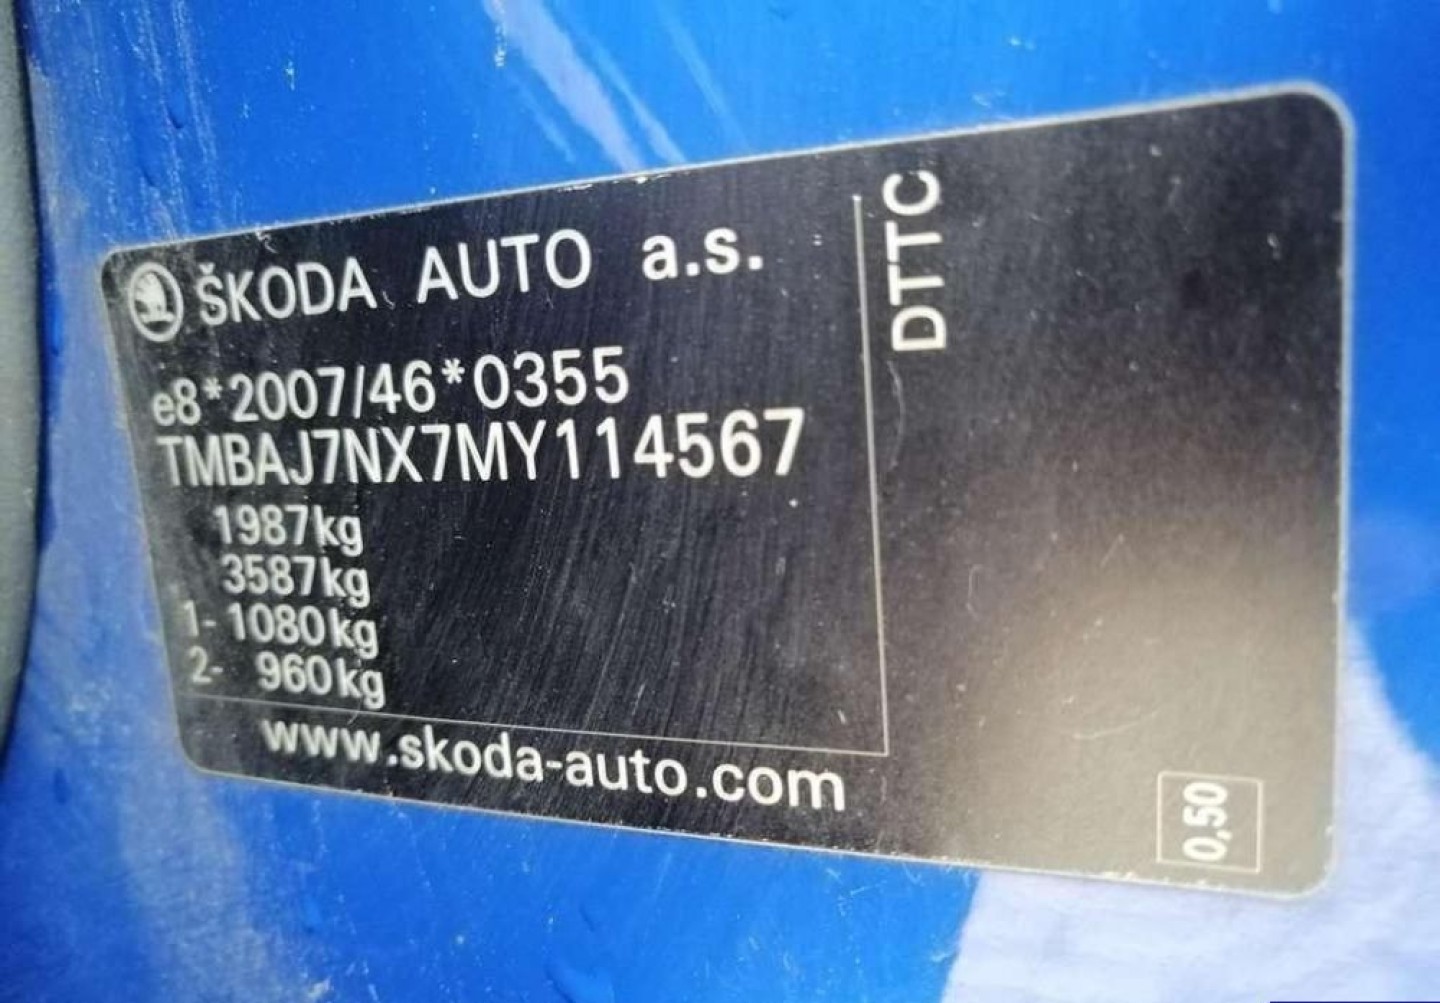 ŠKODA AUTO a.s.
e8*2007/46*0355
TMBAJ7NX7MY114567
1987kg
3587kg
1- 1080kg
2- 960kg
www.skoda-auto.com
DTTC
0,50